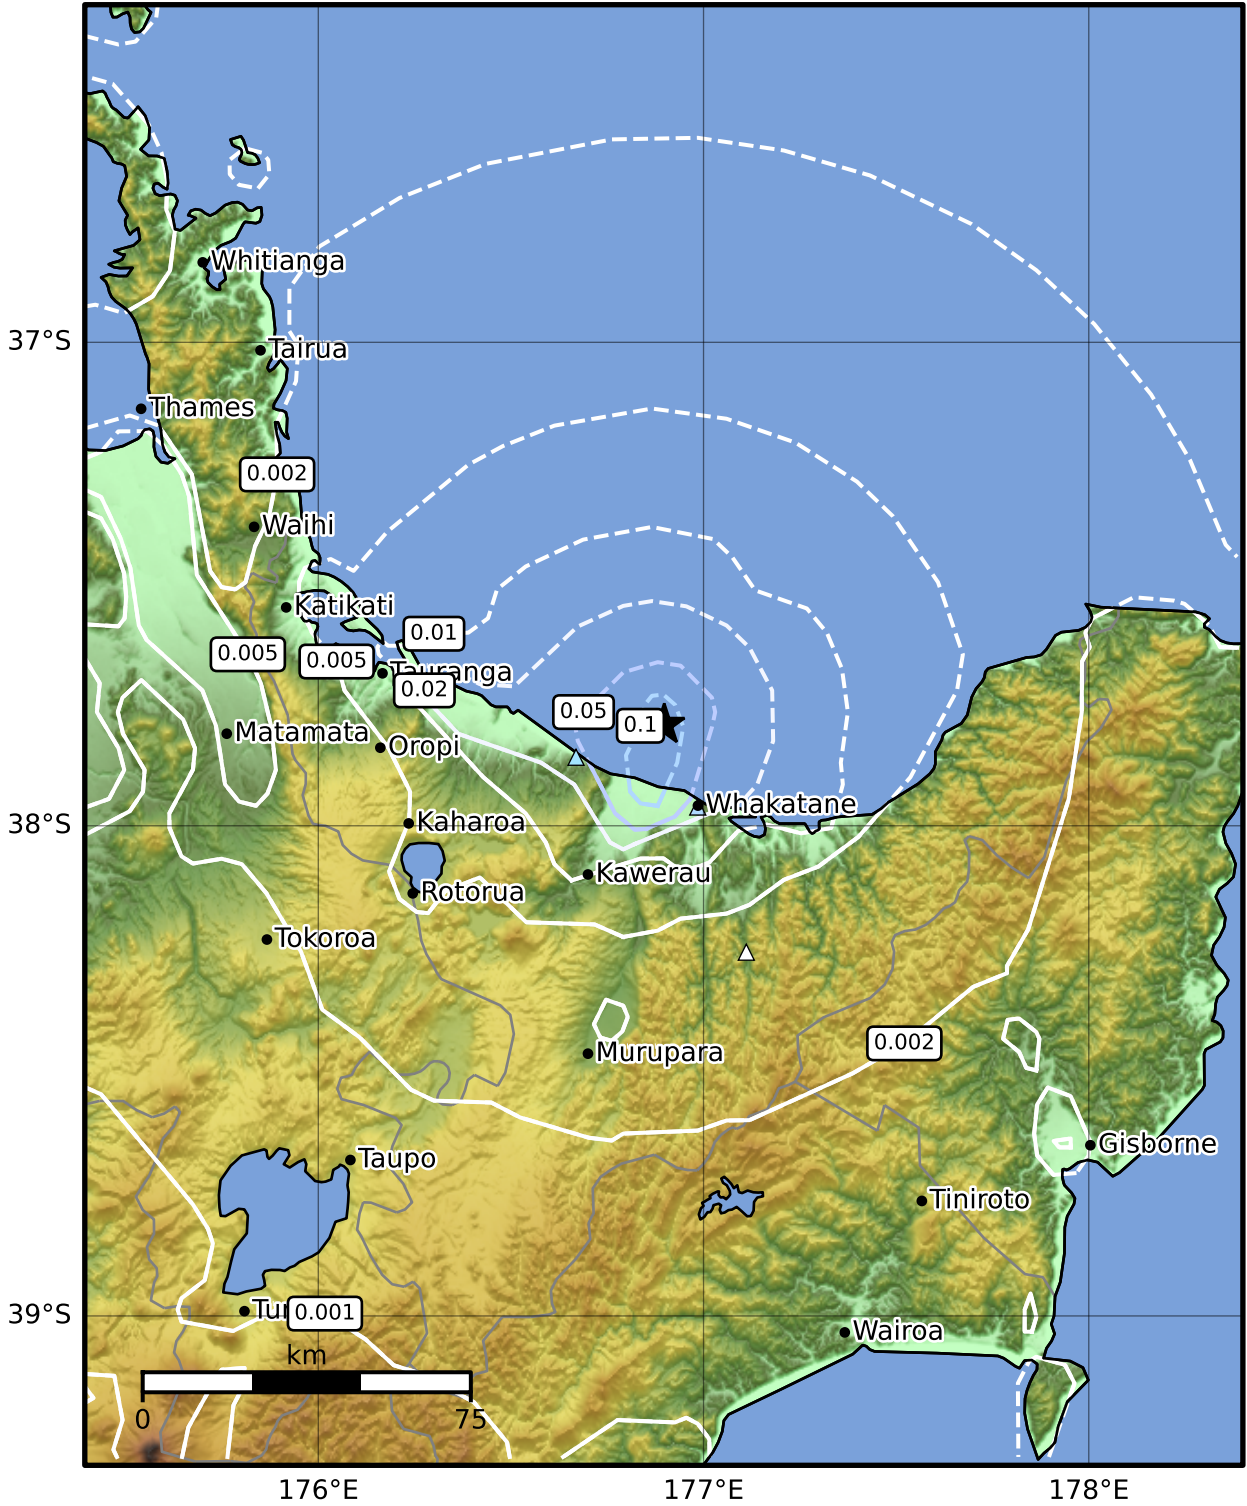 Whitianga
37°S
Tairua
Thames
0.002
Waihi
Katikati
0.01
0.005
0.005
Tauranga
0.02
0.05
0.1
Matamata
Oropi
Whakatane
38°S
Kaharoa
Kawerau
Rotorua
Tokoroa
0.002
Murupara
Gisborne
Taupo
Tiniroto
39°S
0.001
Wairoa
km
0
75
176°E
177°E
178°E